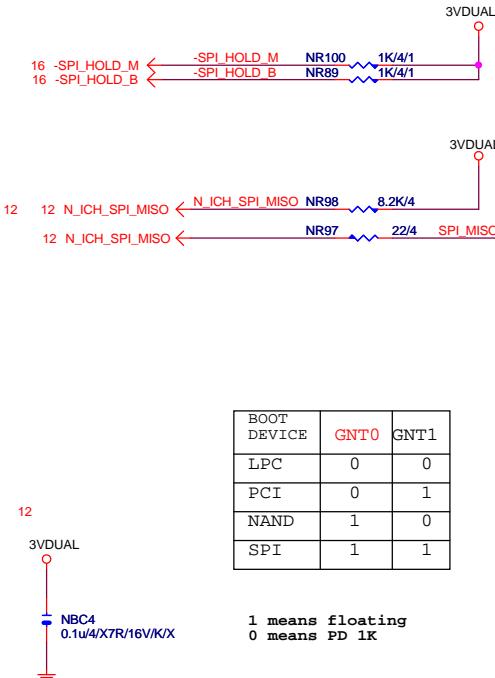 3VDUAL
16 -SPI_HOLD_M -SPI_HOLD_M NR100 1K/4/1
16 -SPI_HOLD_B -SPI_HOLD_B NR89 1K/4/1
3VDUAL
12 12 N_ICH_SPI_MISO N_ICH_SPI_MISO NR98 8.2K/4
12 N_ICH_SPI_MISO NR97 22/4 SPI_MISO
BOOT DEVICE GNT0 GNT1
LPC 0 0
PCI 0 1
NAND 1 0
SPI 1 1
12
3VDUAL
NBC4
0.1u/4/X7R/16V/K/X
1 means floating
0 means PD 1K